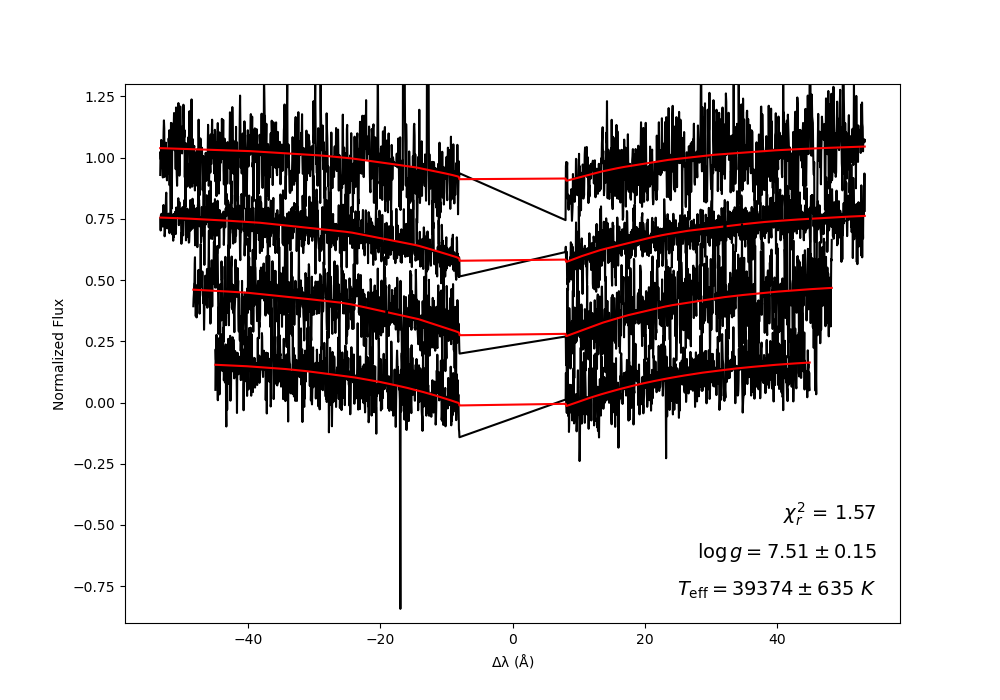 1.25
1.00
0.75
0.50
0.25
0.00
−0.25
−0.50
−0.75
Normalized Flux
χ²ᵣ = 1.57
log g = 7.51 ± 0.15
T_eff = 39374 ± 635 K
−40 −20 0 20 40
Δλ (Å)